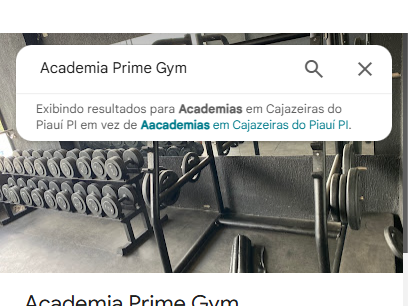 Academia Prime Gym
Exibindo resultados para Academias em Cajazeiras do
Piauí PI em vez de Aacademias em Cajazeiras do Piauí PI.
Academia Prime Gym